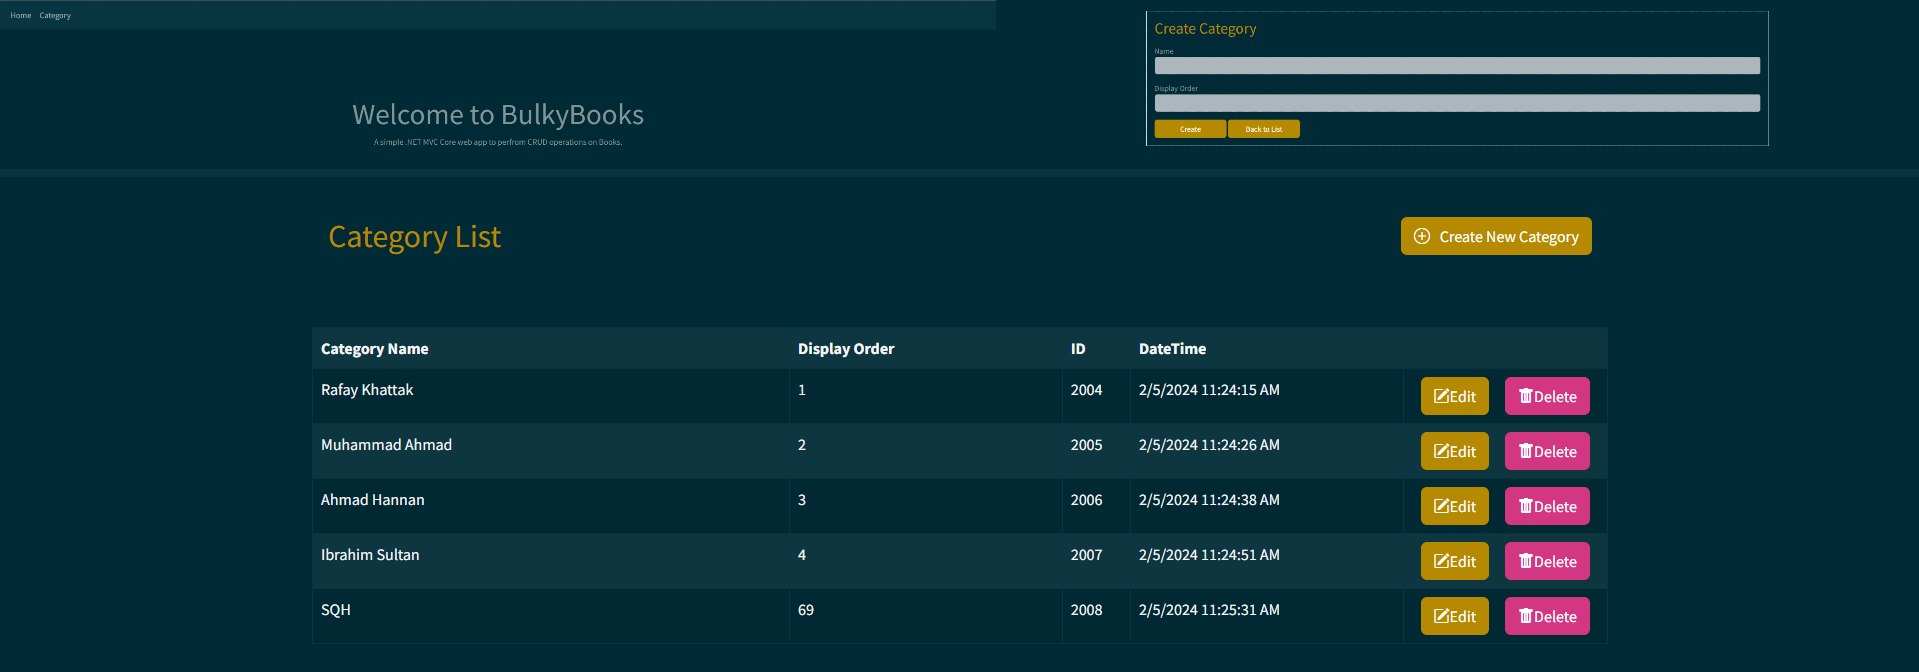 Home Category
Welcome to BulkyBooks
A simple .NET MVC Core web app to perfrom CRUD operations on Books.
Create Category
Name
Display Order
Create Back to List
Category List
Create New Category
Category Name Display Order ID DateTime
Rafay Khattak 1 2004 2/5/2024 11:24:15 AM Edit Delete
Muhammad Ahmad 2 2005 2/5/2024 11:24:26 AM Edit Delete
Ahmad Hannan 3 2006 2/5/2024 11:24:38 AM Edit Delete
Ibrahim Sultan 4 2007 2/5/2024 11:24:51 AM Edit Delete
SQH 69 2008 2/5/2024 11:25:31 AM Edit Delete